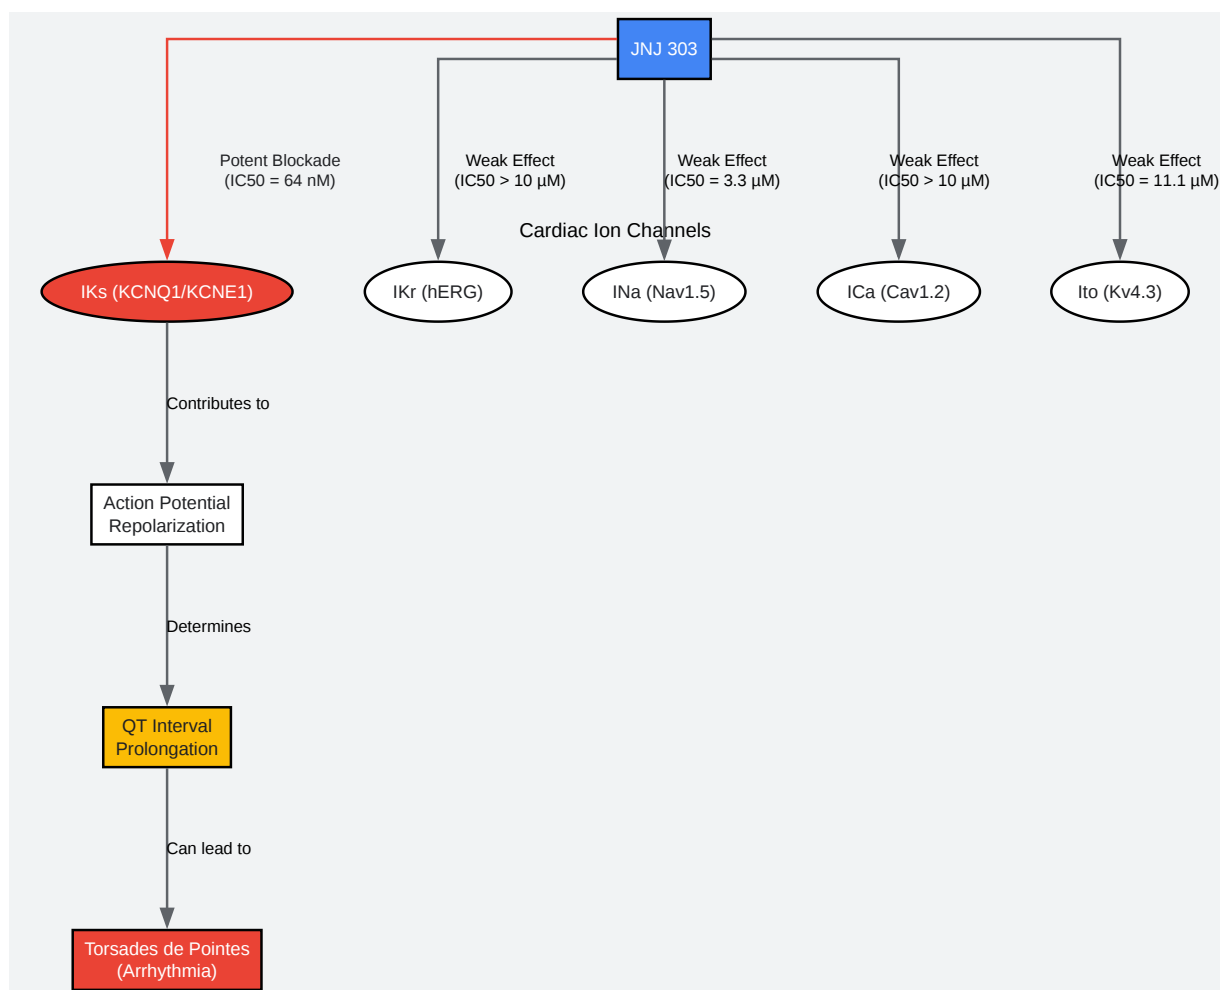 JNJ 303
Potent Blockade
(IC50 = 64 nM)
Weak Effect
(IC50 > 10 µM)
Weak Effect
(IC50 = 3.3 µM)
Weak Effect
(IC50 > 10 µM)
Weak Effect
(IC50 = 11.1 µM)
Cardiac Ion Channels
IKs (KCNQ1/KCNE1)
IKr (hERG)
INa (Nav1.5)
ICa (Cav1.2)
Ito (Kv4.3)
Contributes to
Action Potential
Repolarization
Determines
QT Interval
Prolongation
Can lead to
Torsades de Pointes
(Arrhythmia)